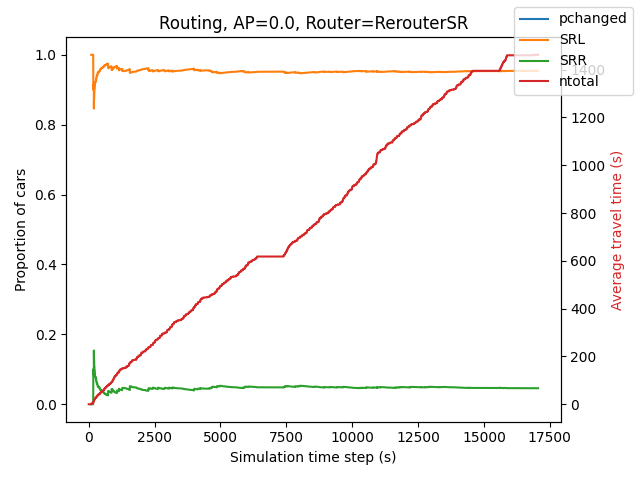 Routing, AP=0.0, Router=RerouterSR
pchanged
SRL
SRR
ntotal
1.0
0.8
0.6
0.4
0.2
0.0
Proportion of cars
1400
1200
1000
800
600
400
200
0
Average travel time (s)
0
2500
5000
7500
10000
12500
15000
17500
Simulation time step (s)